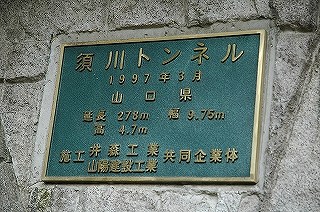 須川トンネル
1997年3月
山口県
延長 278m 幅 9.75m
高 4.7m
施工 井森工業 共同企業体
山陽建設工業